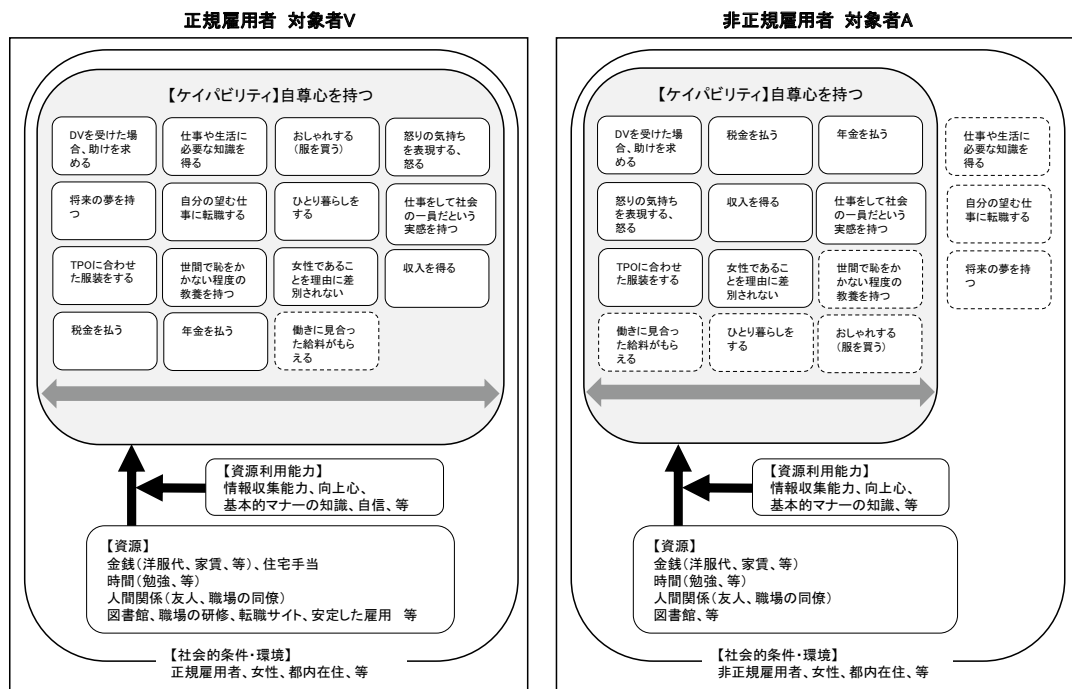 正規雇用者 対象者V
【ケイパビリティ】自尊心を持つ
DVを受けた場
合、助けを求
める
仕事や生活に
必要な知識を
得る
おしゃれする
(服を買う)
怒りの気持ち
を表現する、
怒る
将来の夢を持
つ
自分の望む仕
事に転職する
ひとり暮らしを
する
仕事をして社会
の一員だという
実感を持つ
TPOに合わせ
た服装をする
世間で恥をか
かない程度の
教養を持つ
女性であるこ
とを理由に差
別されない
収入を得る
税金を払う
年金を払う
働きに見合っ
た給料がもら
える
【資源利用能力】
情報収集能力、向上心、
基本的マナーの知識、自信、等
【資源】
金銭(洋服代、家賃、等)、住宅手当
時間(勉強、等)
人間関係(友人、職場の同僚)
図書館、職場の研修、転職サイト、安定した雇用 等
【社会的条件・環境】
正規雇用者、女性、都内在住、等
非正規雇用者 対象者A
【ケイパビリティ】自尊心を持つ
DVを受けた場
合、助けを求
める
税金を払う
年金を払う
仕事や生活に
必要な知識を
得る
怒りの気持ち
を表現する、
怒る
収入を得る
仕事をして社会
の一員だという
実感を持つ
自分の望む仕
事に転職する
TPOに合わせ
た服装をする
女性であるこ
とを理由に差
別されない
世間で恥をか
かない程度の
教養を持つ
将来の夢を持
つ
働きに見合っ
た給料がもら
える
ひとり暮らしを
する
おしゃれする
(服を買う)
【資源利用能力】
情報収集能力、向上心、
基本的マナーの知識、等
【資源】
金銭(洋服代、家賃、等)
時間(勉強、等)
人間関係(友人、職場の同僚)
図書館、等
【社会的条件・環境】
非正規雇用者、女性、都内在住、等